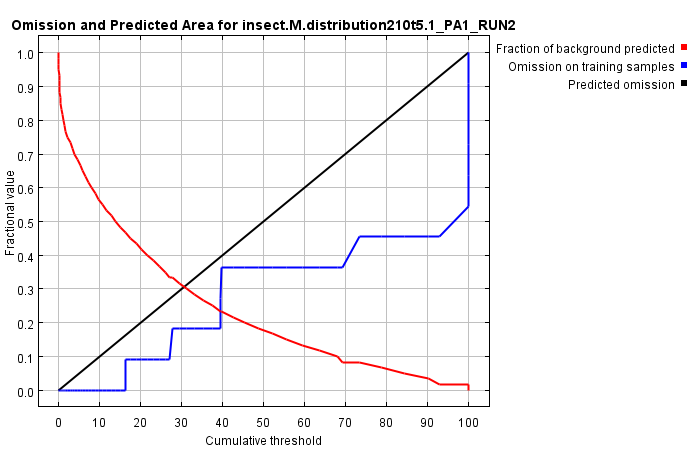 Omission and Predicted Area for insect.M.distribution210t5.1_PA1_RUN2
Fraction of background predicted
Omission on training samples
Predicted omission
Fractional value
1.0
0.9
0.8
0.7
0.6
0.5
0.4
0.3
0.2
0.1
0.0
0 10 20 30 40 50 60 70 80 90 100
Cumulative threshold